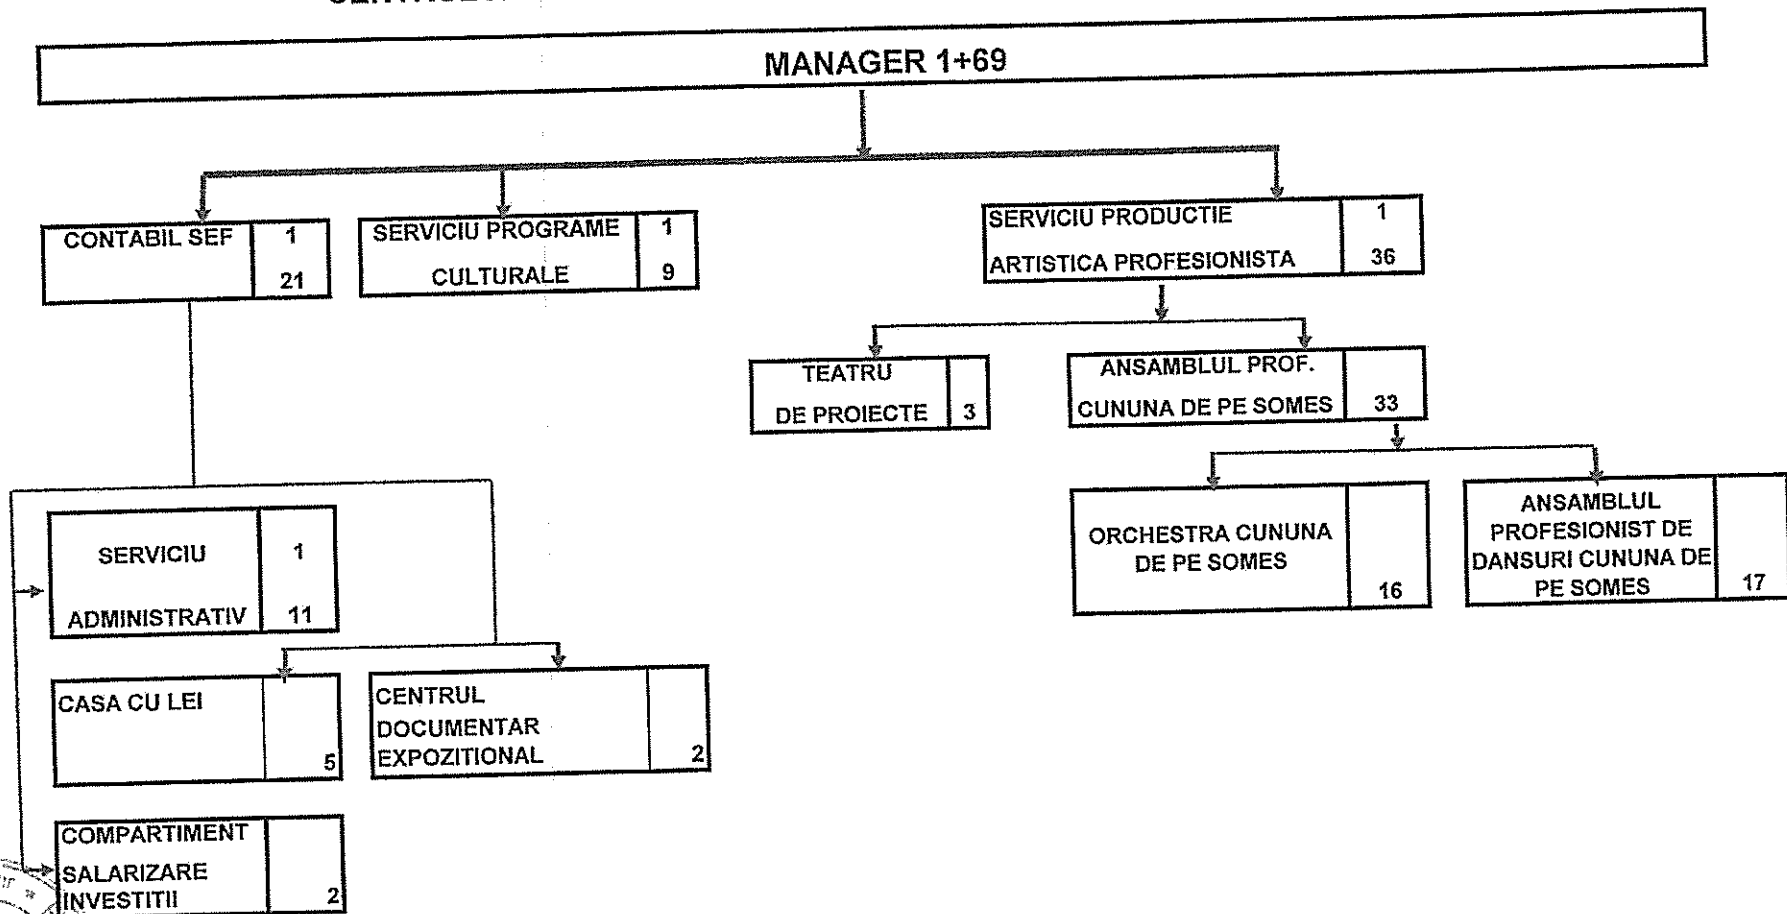 MANAGER 1+69
CONTABIL SEF 1
21
SERVICIU PROGRAME 1
CULTURALE 9
SERVICIU PRODUCTIE 1
ARTISTICA PROFESIONISTA 36
TEATRU
DE PROIECTE 3
ANSAMBLUL PROF.
CUNUNA DE PE SOMES 33
SERVICIU 1
ADMINISTRATIV 11
ORCHESTRA CUNUNA
DE PE SOMES
16
ANSAMBLUL
PROFESIONIST DE
DANSURI CUNUNA DE
PE SOMES 17
CASA CU LEI
5
CENTRUL
DOCUMENTAR
EXPOZITIONAL 2
COMPARTIMENT
SALARIZARE
INVESTITII 2